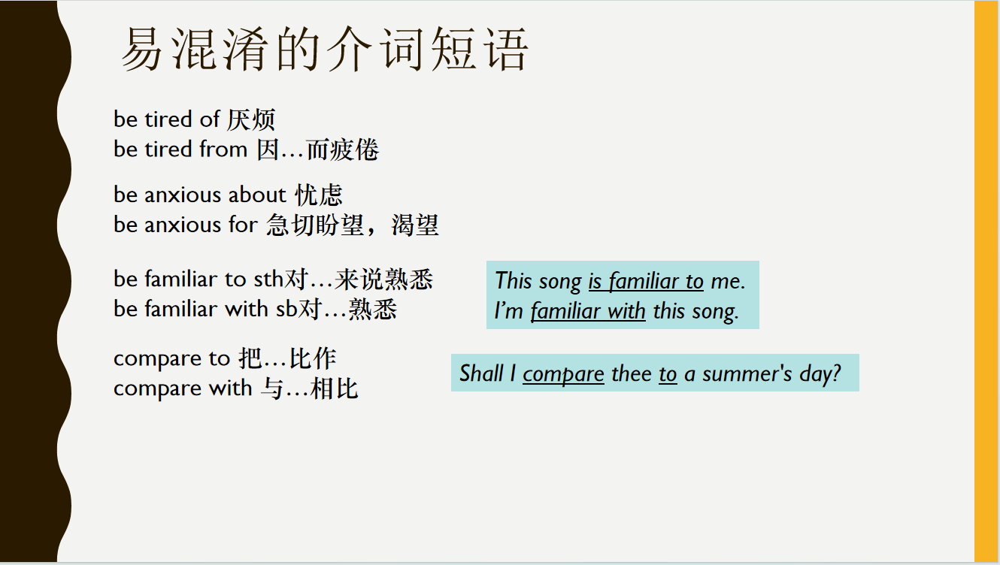 易混淆的介词短语
be tired of 厌烦
be tired from 因…而疲倦
be anxious about 忧虑
be anxious for 急切盼望，渴望
be familiar to sth对…来说熟悉
be familiar with sb对…熟悉
This song is familiar to me.
I’m familiar with this song.
compare to 把…比作
compare with 与…相比
Shall I compare thee to a summer's day?